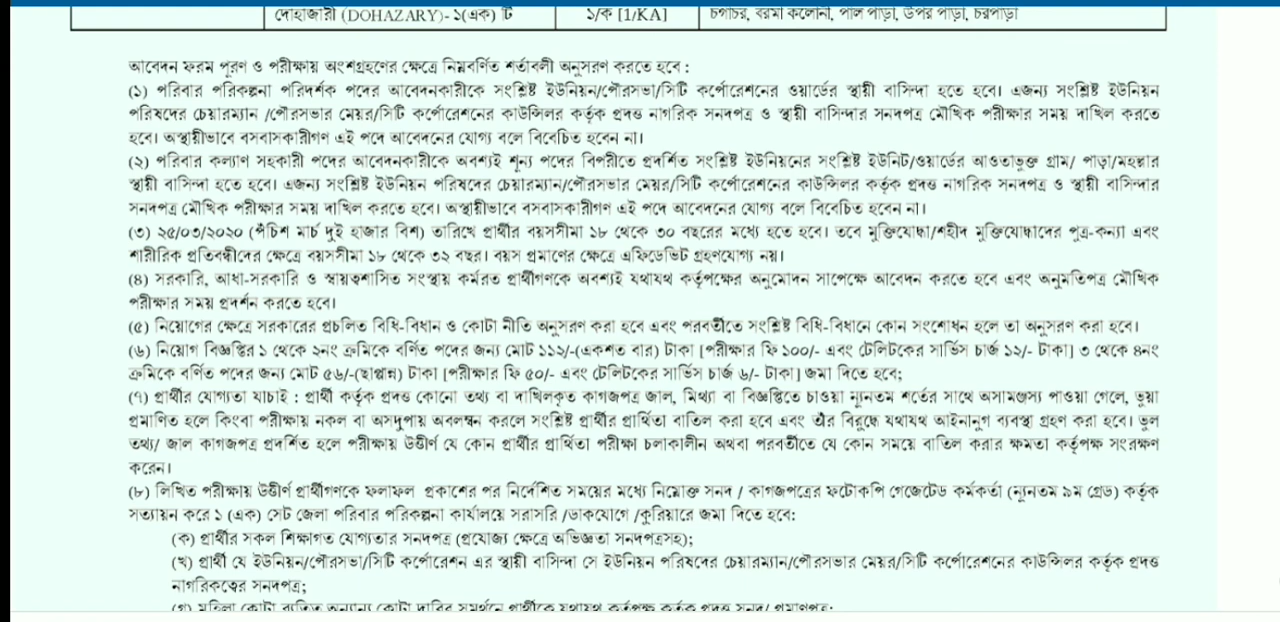 দোহাজারী (DOHAZARY)- ১(এক) টি ১/ক [1/KA] চগাচর, বরমা কলোনী, পাল পাড়া, উপর পাড়া, চরপাড়া
আবেদন ফরম পূরণ ও পরীক্ষায় অংশগ্রহণের ক্ষেত্রে নিম্নবর্ণিত শর্তাবলী অনুসরণ করতে হবে :
(১) পরিবার পরিকল্পনা পরিদর্শক পদের আবেদনকারীকে সংশ্লিষ্ট ইউনিয়ন/পৌরসভা/সিটি কর্পোরেশনের ওয়ার্ডের স্থায়ী বাসিন্দা হতে হবে। এজন্য সংশ্লিষ্ট ইউনিয়ন
পরিষদের চেয়ারম্যান /পৌরসভার মেয়র/সিটি কর্পোরেশনের কাউন্সিলর কর্তৃক প্রদত্ত নাগরিক সনদপত্র ও স্থায়ী বাসিন্দার সনদপত্র মৌখিক পরীক্ষার সময় দাখিল করতে
হবে। অস্থায়ীভাবে বসবাসকারীগণ এই পদে আবেদনের যোগ্য বলে বিবেচিত হবেন না।
(২) পরিবার কল্যাণ সহকারী পদের আবেদনকারীকে অবশ্যই শূন্য পদের বিপরীতে প্রদর্শিত সংশ্লিষ্ট ইউনিয়নের সংশ্লিষ্ট ইউনিট/ওয়ার্ডের আওতাভুক্ত গ্রাম/ পাড়া/মহল্লার
স্থায়ী বাসিন্দা হতে হবে। এজন্য সংশ্লিষ্ট ইউনিয়ন পরিষদের চেয়ারম্যান/পৌরসভার মেয়র/সিটি কর্পোরেশনের কাউন্সিলর কর্তৃক প্রদত্ত নাগরিক সনদপত্র ও স্থায়ী বাসিন্দার
সনদপত্র মৌখিক পরীক্ষার সময় দাখিল করতে হবে। অস্থায়ীভাবে বসবাসকারীগণ এই পদে আবেদনের যোগ্য বলে বিবেচিত হবেন না।
(৩) ২৫/০৩/২০২০ (পঁচিশ মার্চ দুই হাজার বিশ) তারিখে প্রার্থীর বয়সসীমা ১৮ থেকে ৩০ বছরের মধ্যে হতে হবে। তবে মুক্তিযোদ্ধা/শহীদ মুক্তিযোদ্ধাদের পুত্র-কন্যা এবং
শারীরিক প্রতিবন্ধীদের ক্ষেত্রে বয়সসীমা ১৮ থেকে ৩২ বছর। বয়স প্রমাণের ক্ষেত্রে এফিডেভিট গ্রহণযোগ্য নয়।
(৪) সরকারি, আধা-সরকারি ও স্বায়ত্বশাসিত সংস্থায় কর্মরত প্রার্থীগণকে অবশ্যই যথাযথ কর্তৃপক্ষের অনুমোদন সাপেক্ষে আবেদন করতে হবে এবং অনুমতিপত্র মৌখিক
পরীক্ষার সময় প্রদর্শন করতে হবে।
(৫) নিয়োগের ক্ষেত্রে সরকারের প্রচলিত বিধি-বিধান ও কোটা নীতি অনুসরণ করা হবে এবং পরবর্তীতে সংশ্লিষ্ট বিধি-বিধানে কোন সংশোধন হলে তা অনুসরণ করা হবে।
(৬) নিয়োগ বিজ্ঞপ্তির ১ থেকে ২নং ক্রমিকে বর্ণিত পদের জন্য মোট ১১২/-(একশত বার) টাকা [পরীক্ষার ফি ১০০/- এবং টেলিটকের সার্ভিস চার্জ ১২/- টাকা] ৩ থেকে ৪নং
ক্রমিকে বর্ণিত পদের জন্য মোট ৫৬/-(ছাপ্পান্ন) টাকা [পরীক্ষার ফি ৫০/- এবং টেলিটকের সার্ভিস চার্জ ৬/- টাকা] জমা দিতে হবে;
(৭) প্রার্থীর যোগ্যতা যাচাই : প্রার্থী কর্তৃক প্রদত্ত কোনো তথ্য বা দাখিলকৃত কাগজপত্র জাল, মিথ্যা বা বিজ্ঞপ্তিতে চাওয়া ন্যূনতম শর্তের সাথে অসামঞ্জস্য পাওয়া গেলে, ভুয়া
প্রমাণিত হলে কিংবা পরীক্ষায় নকল বা অসদুপায় অবলম্বন করলে সংশ্লিষ্ট প্রার্থীর প্রার্থিতা বাতিল করা হবে এবং তাঁর বিরুদ্ধে যথাযথ আইনানুগ ব্যবস্থা গ্রহণ করা হবে। ভুল
তথ্য/ জাল কাগজপত্র প্রদর্শিত হলে পরীক্ষায় উত্তীর্ণ যে কোন প্রার্থীর প্রার্থিতা পরীক্ষা চলাকালীন অথবা পরবর্তীতে যে কোন সময়ে বাতিল করার ক্ষমতা কর্তৃপক্ষ সংরক্ষণ
করেন।
(৮) লিখিত পরীক্ষায় উত্তীর্ণ প্রার্থীগণকে ফলাফল প্রকাশের পর নির্দেশিত সময়ের মধ্যে নিম্নোক্ত সনদ / কাগজপত্রের ফটোকপি গেজেটেড কর্মকর্তা (ন্যূনতম ৯ম গ্রেড) কর্তৃক
সত্যায়ন করে ১ (এক) সেট জেলা পরিবার পরিকল্পনা কার্যালয়ে সরাসরি /ডাকযোগে /কুরিয়ারে জমা দিতে হবে:
(ক) প্রার্থীর সকল শিক্ষাগত যোগ্যতার সনদপত্র (প্রযোজ্য ক্ষেত্রে অভিজ্ঞতা সনদপত্রসহ);
(খ) প্রার্থী যে ইউনিয়ন/পৌরসভা/সিটি কর্পোরেশন এর স্থায়ী বাসিন্দা সে ইউনিয়ন পরিষদের চেয়ারম্যান/পৌরসভার মেয়র/সিটি কর্পোরেশনের কাউন্সিলর কর্তৃক প্রদত্ত
নাগরিকত্বের সনদপত্র;
(গ) মহিলা কোটা ব্যতিত অন্যান্য কোটা দাবির সমর্থনে প্রার্থীকে যথাযথ কর্তৃপক্ষ কর্তৃক প্রদত্ত সনদ/ প্রমাণপত্র;